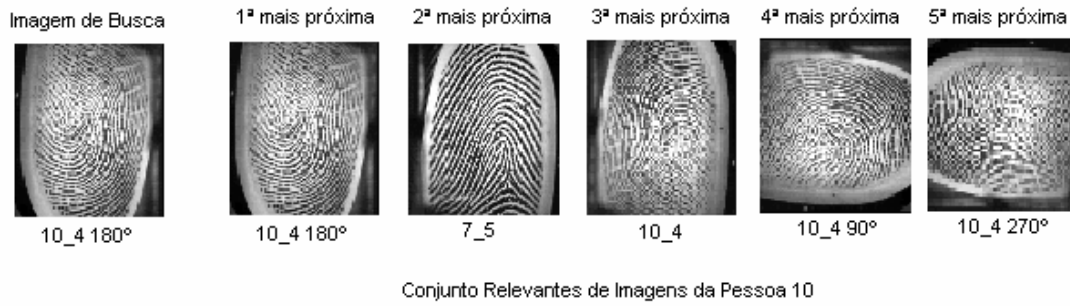 Imagem de Busca 1ª mais próxima 2ª mais próxima 3ª mais próxima 4ª mais próxima 5ª mais próxima
10_4 180º 10_4 180º 7_5 10_4 10_4 90º 10_4 270º
Conjunto Relevantes de Imagens da Pessoa 10